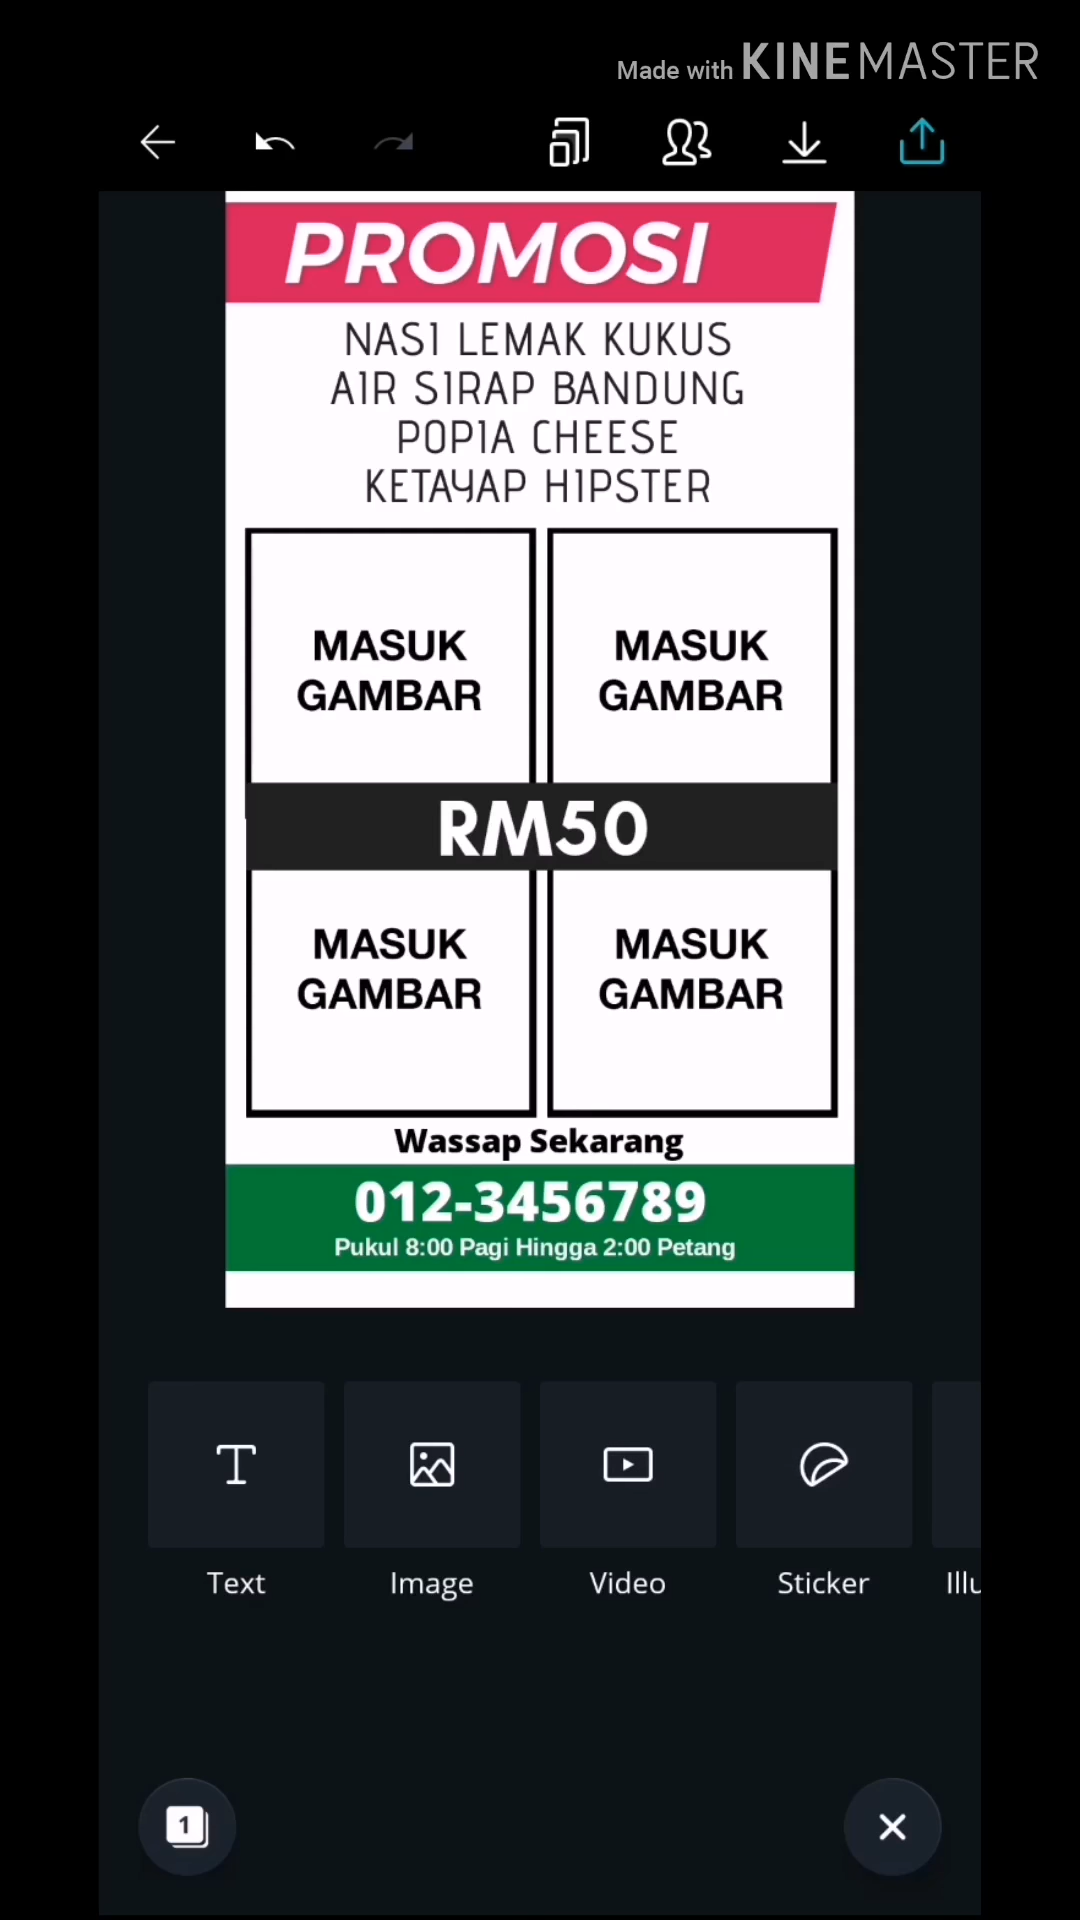 Made with KINEMASTER
PROMOSI
NASI LEMAK KUKUS
AIR SIRAP BANDUNG
POPIA CHEESE
KETAYAP HIPSTER
MASUK GAMBAR
MASUK GAMBAR
RM50
MASUK GAMBAR
MASUK GAMBAR
Wassap Sekarang
012-3456789
Pukul 8:00 Pagi Hingga 2:00 Petang
Text
Image
Video
Sticker
Illu
1